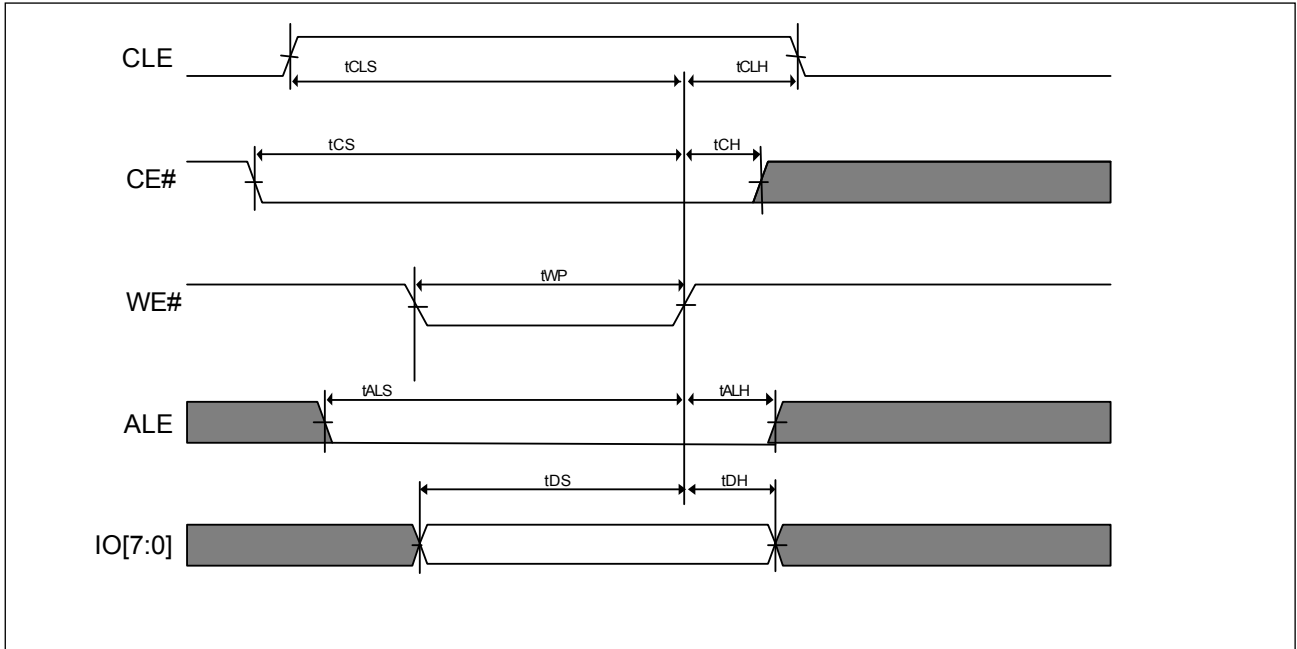 CLE
tCLS
tCLH
tCS
tCH
CE#
tWP
WE#
tALS
tALH
ALE
tDS
tDH
IO[7:0]